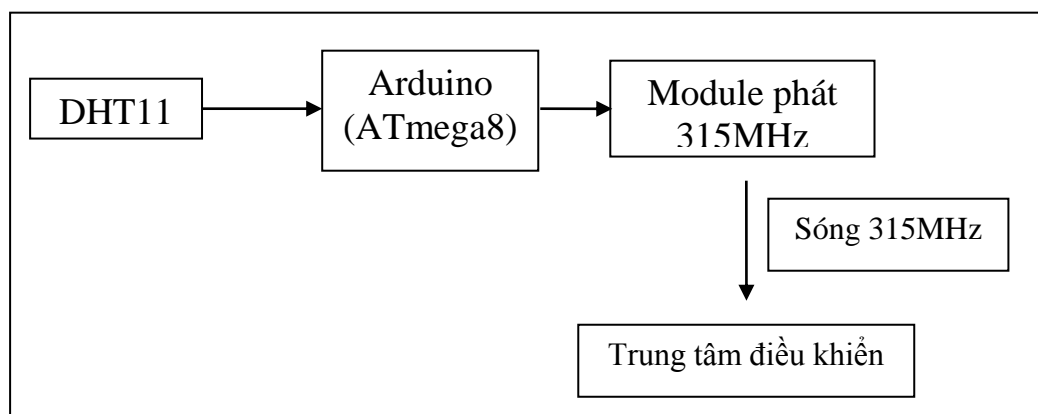 DHT11
Arduino
(ATmega8)
Module phát
315MHz
Sóng 315MHz
Trung tâm điều khiển